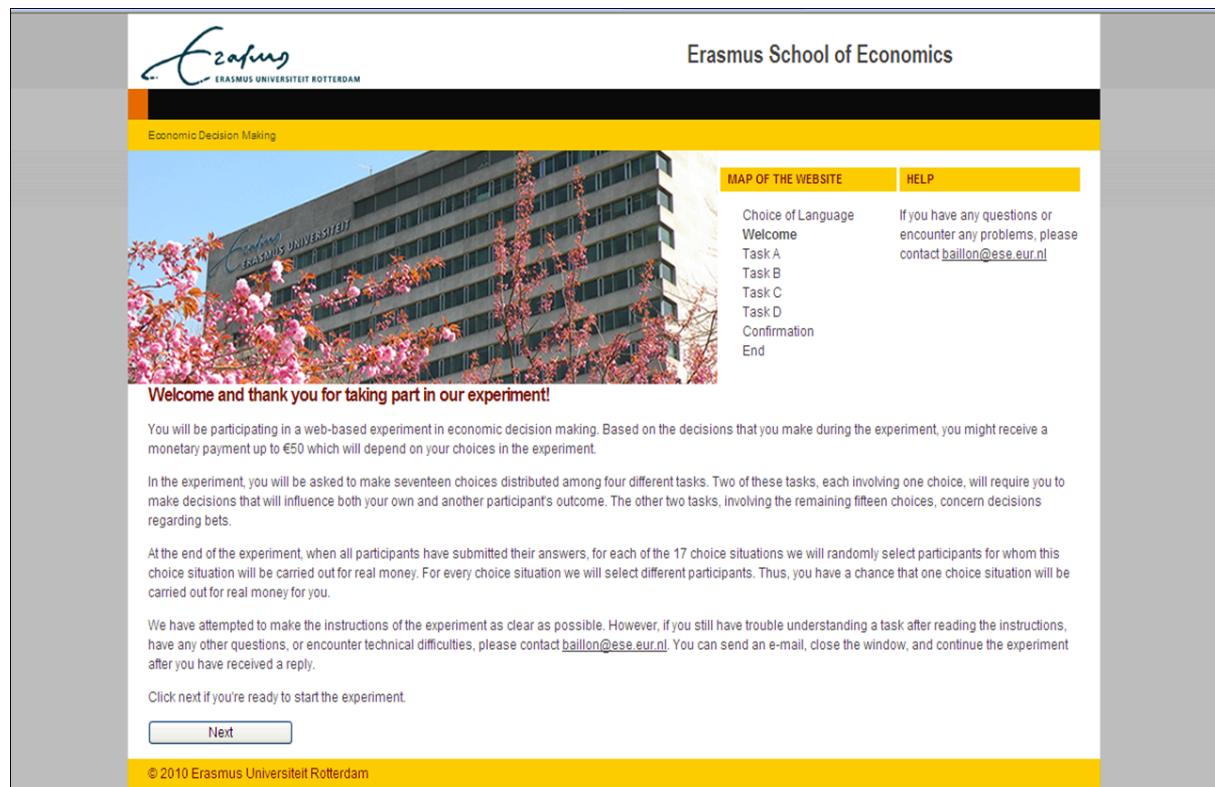 Erasmus
ERASMUS UNIVERSITEIT ROTTERDAM
Erasmus School of Economics
Economic Decision Making
Erasmus UNIVERSITEIT
ERASMUS UNIVERSITEIT
MAP OF THE WEBSITE
Choice of Language
Welcome
Task A
Task B
Task C
Task D
Confirmation
End
HELP
If you have any questions or
encounter any problems, please
contact baillon@ese.eur.nl
Welcome and thank you for taking part in our experiment!
You will be participating in a web-based experiment in economic decision making. Based on the decisions that you make during the experiment, you might receive a
monetary payment up to €50 which will depend on your choices in the experiment.
In the experiment, you will be asked to make seventeen choices distributed among four different tasks. Two of these tasks, each involving one choice, will require you to
make decisions that will influence both your own and another participant's outcome. The other two tasks, involving the remaining fifteen choices, concern decisions
regarding bets.
At the end of the experiment, when all participants have submitted their answers, for each of the 17 choice situations we will randomly select participants for whom this
choice situation will be carried out for real money. For every choice situation we will select different participants. Thus, you have a chance that one choice situation will be
carried out for real money for you.
We have attempted to make the instructions of the experiment as clear as possible. However, if you still have trouble understanding a task after reading the instructions,
have any other questions, or encounter technical difficulties, please contact baillon@ese.eur.nl. You can send an e-mail, close the window, and continue the experiment
after you have received a reply.
Click next if you're ready to start the experiment.
Next
© 2010 Erasmus Universiteit Rotterdam